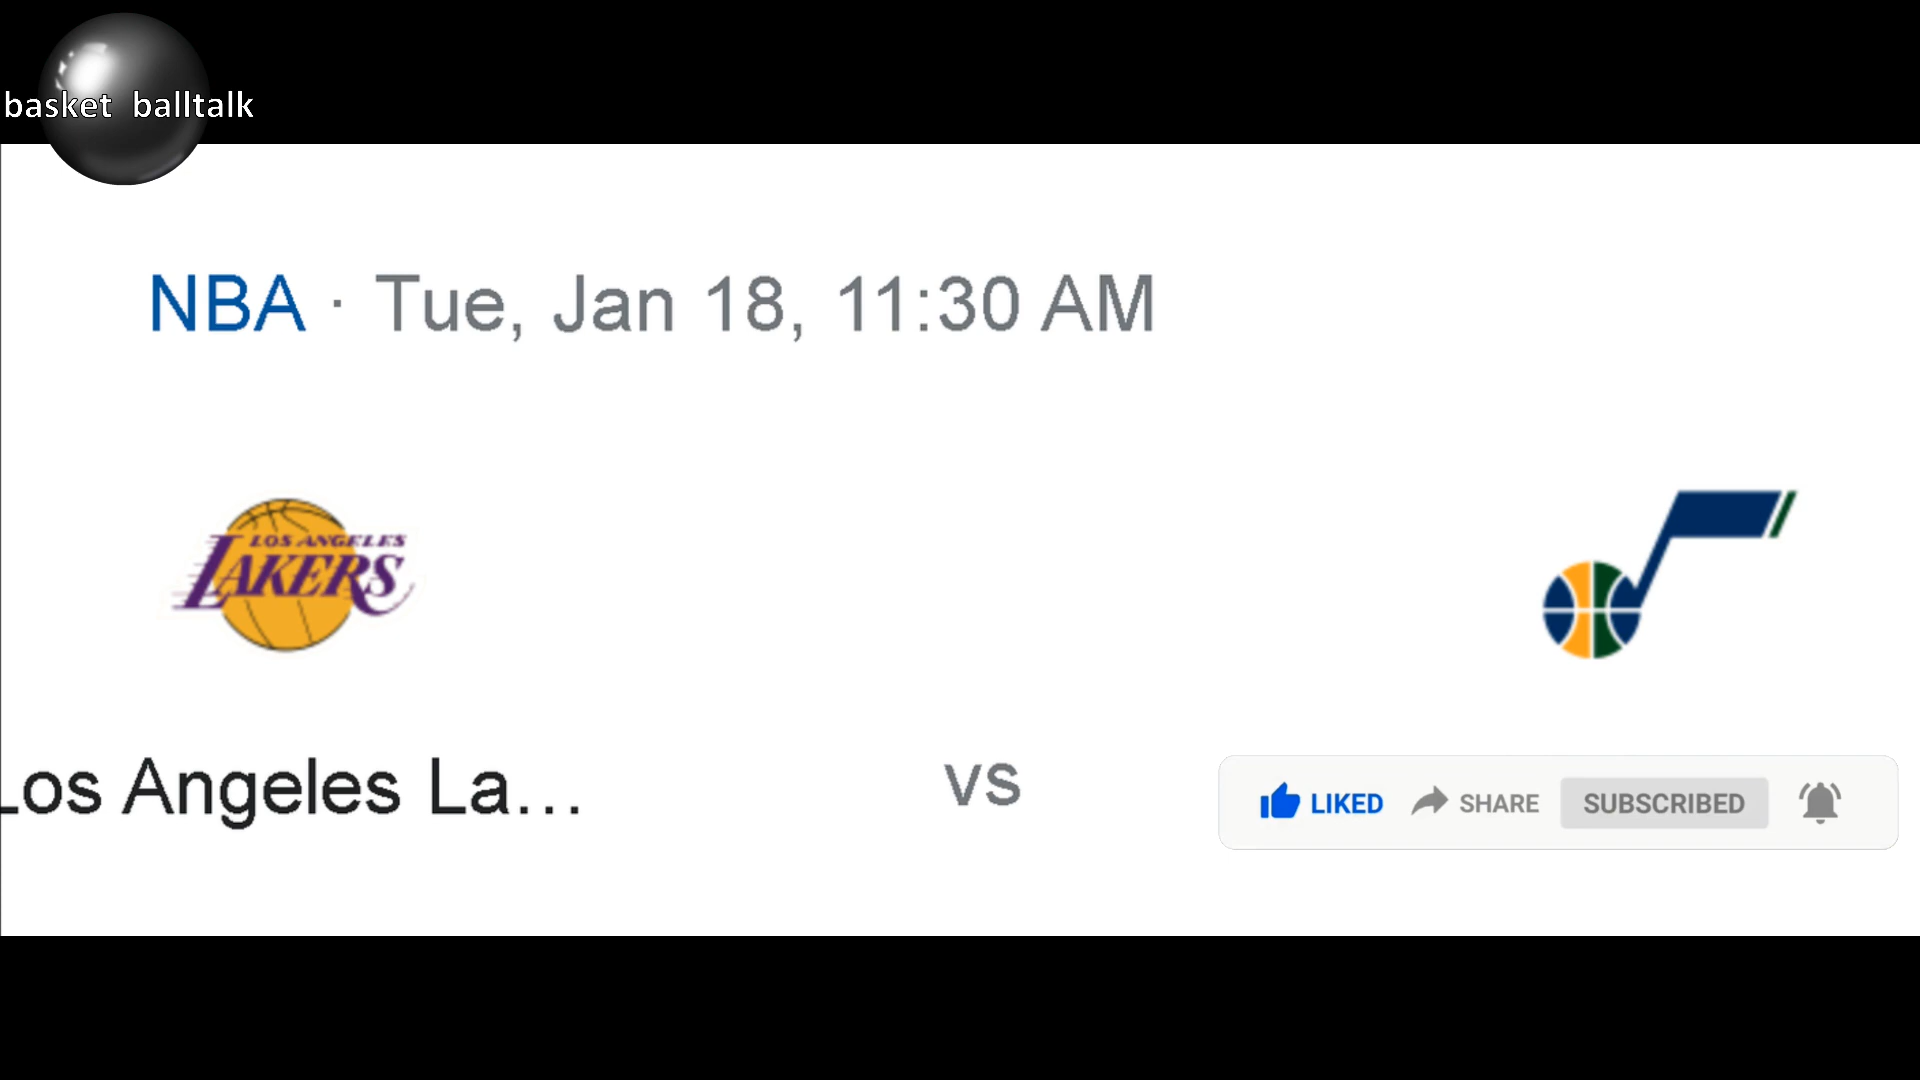 basket balltalk
NBA · Tue, Jan 18, 11:30 AM
LOS ANGELES
LAKERS
Los Angeles La...
vs
LIKED SHARE SUBSCRIBED